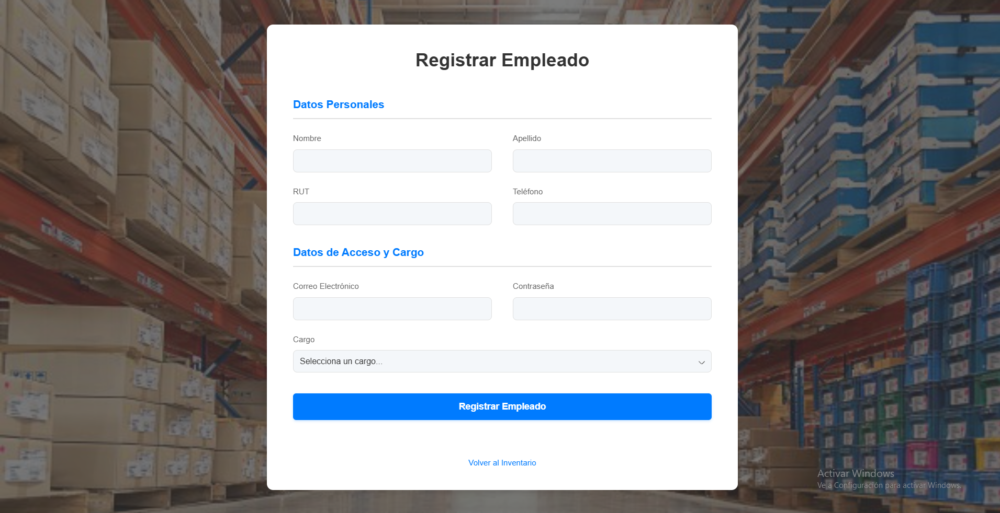 Registrar Empleado
Datos Personales
Nombre
Apellido
RUT
Teléfono
Datos de Acceso y Cargo
Correo Electrónico
Contraseña
Cargo
Selecciona un cargo...
Registrar Empleado
Volver al Inventario
Activar Windows
Ve a Configuración para activar Windows.